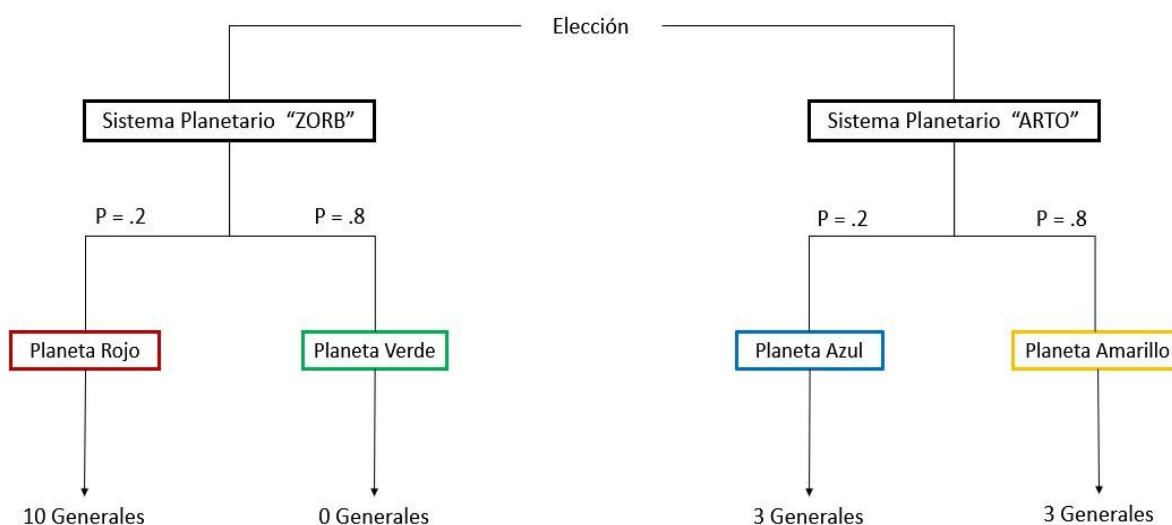 Elección
Sistema Planetario “ZORB”
Sistema Planetario “ARTO”
P = .2
P = .8
P = .2
P = .8
Planeta Rojo
Planeta Verde
Planeta Azul
Planeta Amarillo
10 Generales
0 Generales
3 Generales
3 Generales